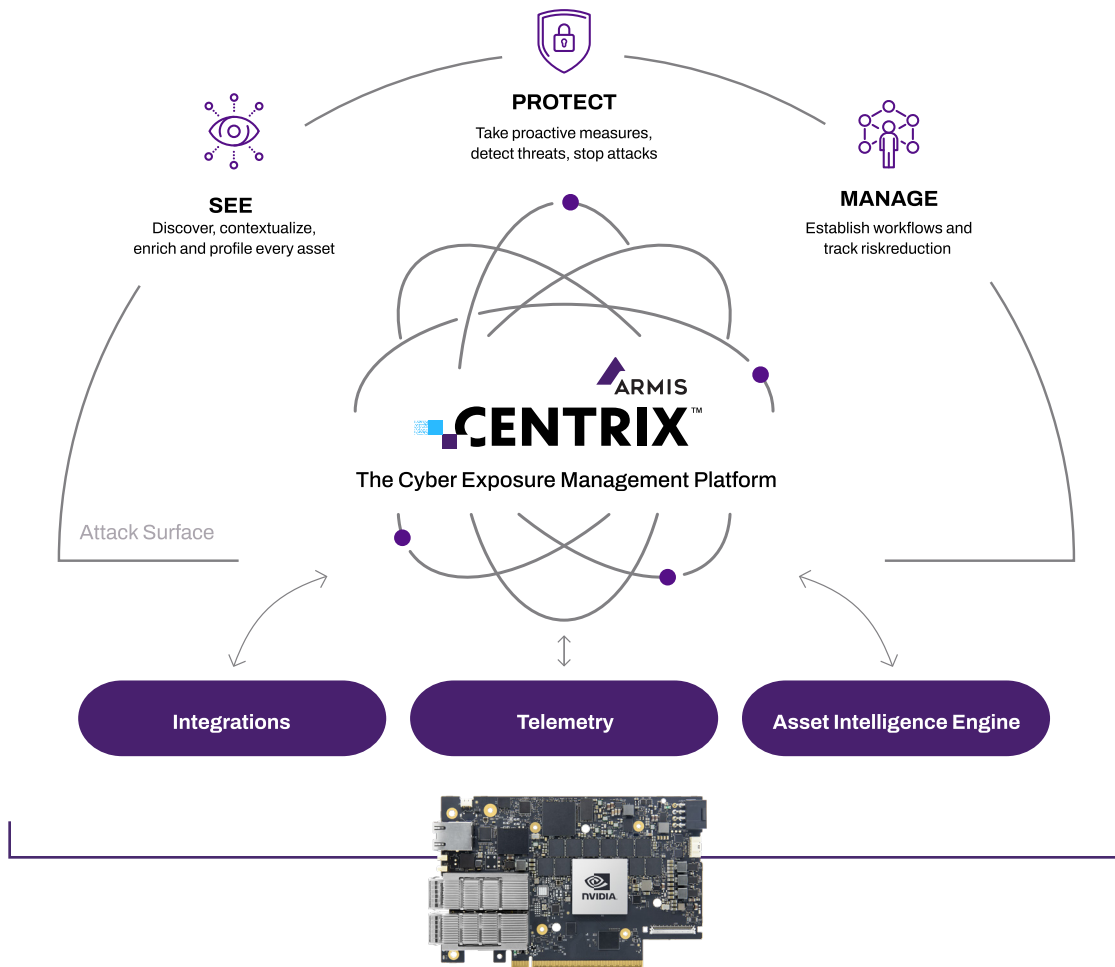 PROTECT
Take proactive measures,
detect threats, stop attacks
SEE
Discover, contextualize,
enrich and profile every asset
MANAGE
Establish workflows and
track riskreduction
ARMIS
CENTRIX™
The Cyber Exposure Management Platform
Attack Surface
Integrations
Telemetry
Asset Intelligence Engine
NVIDIA.